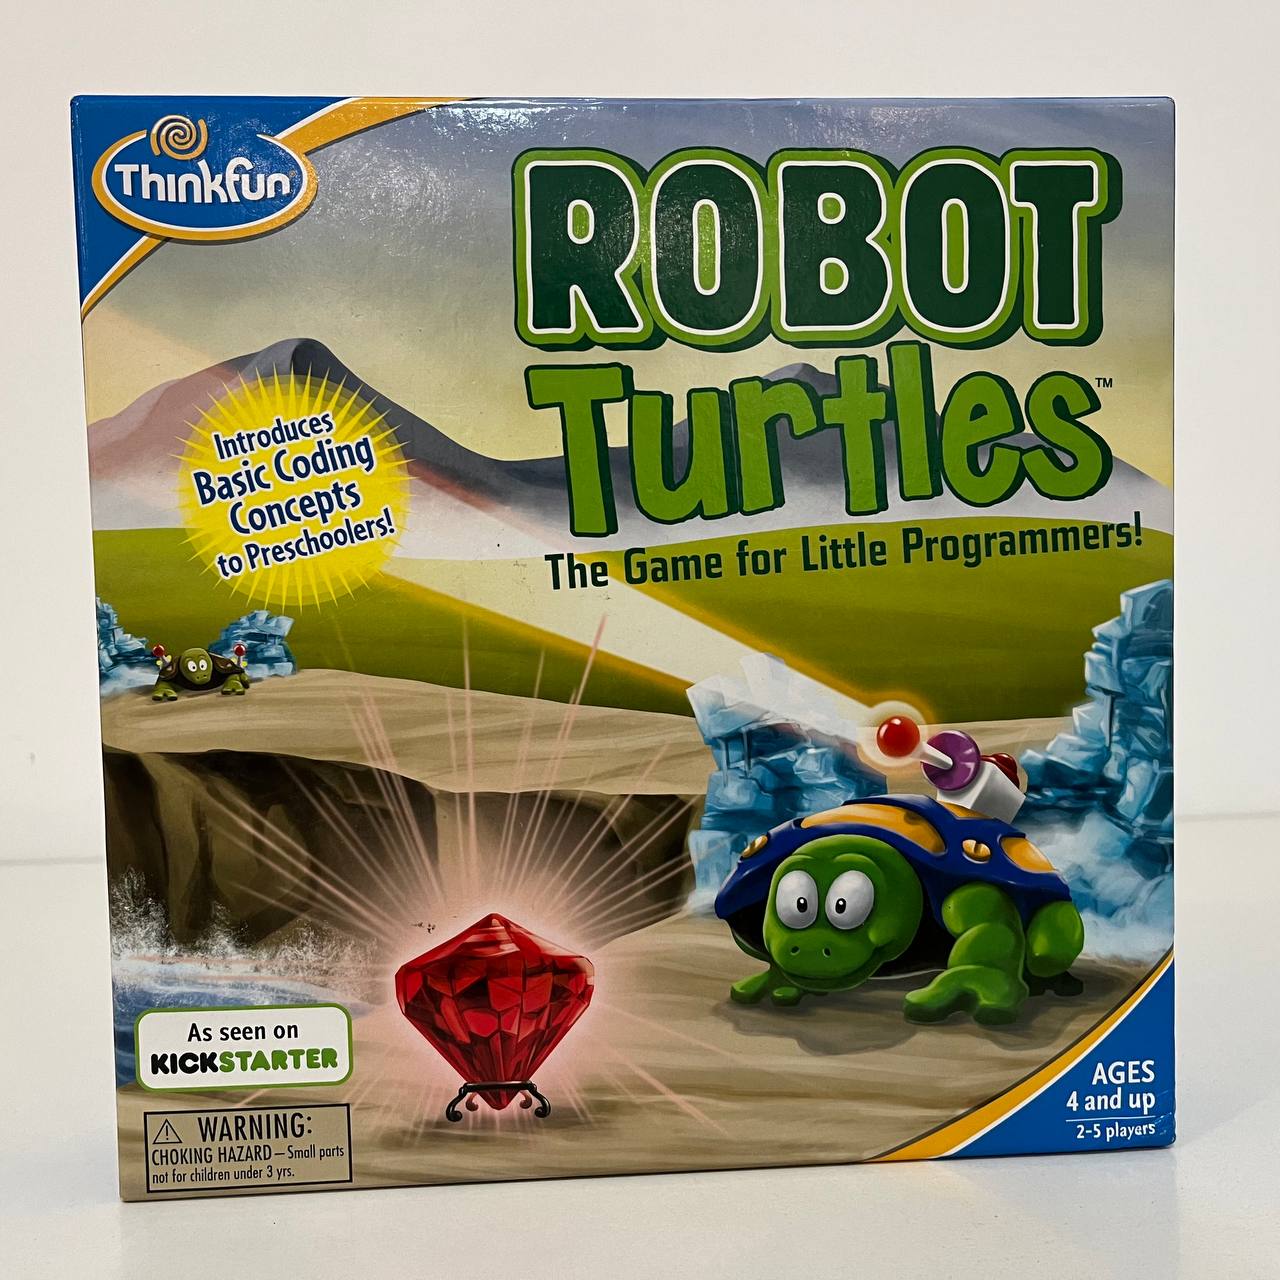 Thinkfun
ROBOT
Turtles™
The Game for Little Programmers!
Introduces
Basic Coding
Concepts
to Preschoolers!
As seen on
KICKSTARTER
⚠ WARNING:
CHOKING HAZARD — Small parts
not for children under 3 yrs.
AGES
4 and up
2-5 players